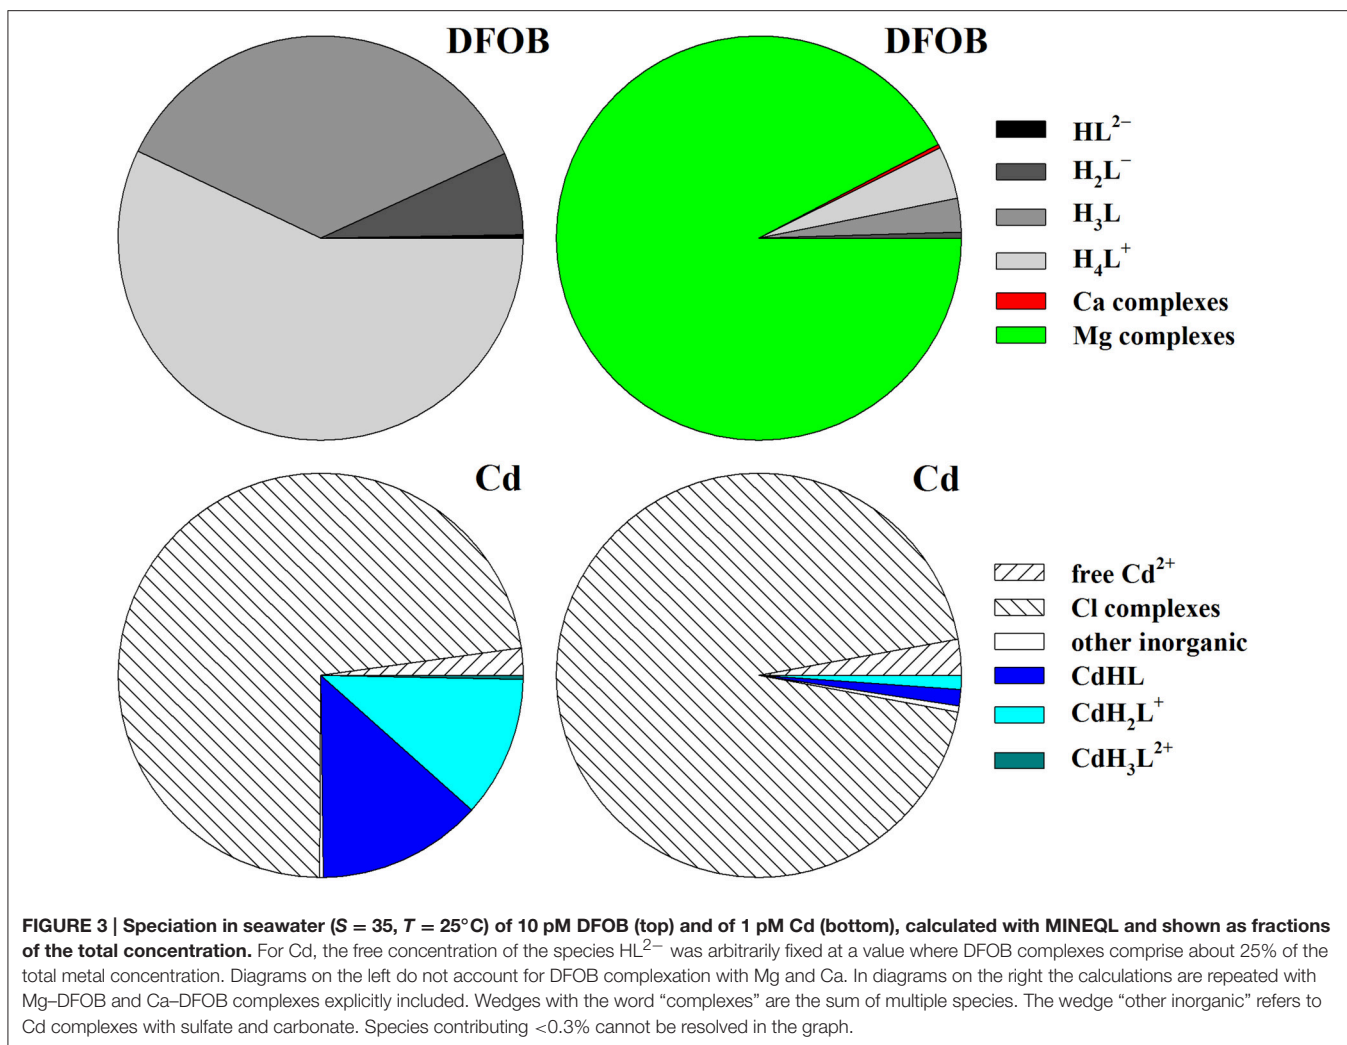 DFOB
DFOB
HL²⁻
H₂L⁻
H₃L
H₄L⁺
Ca complexes
Mg complexes
Cd
Cd
free Cd²⁺
Cl complexes
other inorganic
CdHL
CdH₂L⁺
CdH₃L²⁺
FIGURE 3 | Speciation in seawater (S = 35, T = 25°C) of 10 pM DFOB (top) and of 1 pM Cd (bottom), calculated with MINEQL and shown as fractions
of the total concentration. For Cd, the free concentration of the species HL²⁻ was arbitrarily fixed at a value where DFOB complexes comprise about 25% of the
total metal concentration. Diagrams on the left do not account for DFOB complexation with Mg and Ca. In diagrams on the right the calculations are repeated with
Mg–DFOB and Ca–DFOB complexes explicitly included. Wedges with the word “complexes” are the sum of multiple species. The wedge “other inorganic” refers to
Cd complexes with sulfate and carbonate. Species contributing <0.3% cannot be resolved in the graph.